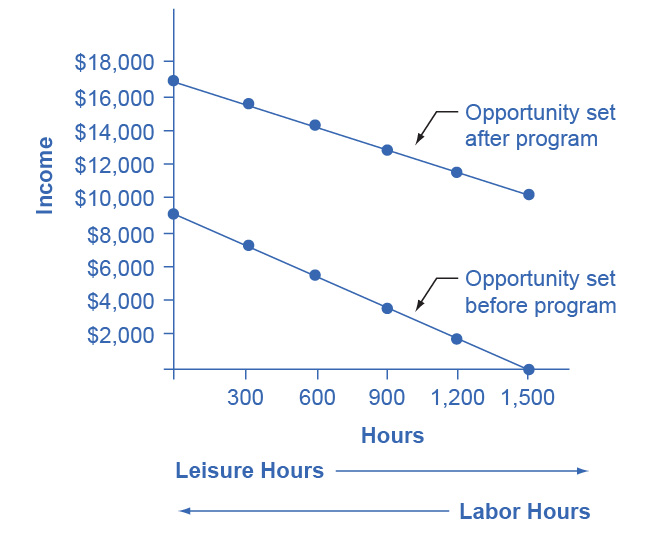 $18,000
$16,000
$14,000
$12,000
$10,000
$8,000
$6,000
$4,000
$2,000
Income
Opportunity set
after program
Opportunity set
before program
300 600 900 1,200 1,500
Hours
Leisure Hours
Labor Hours